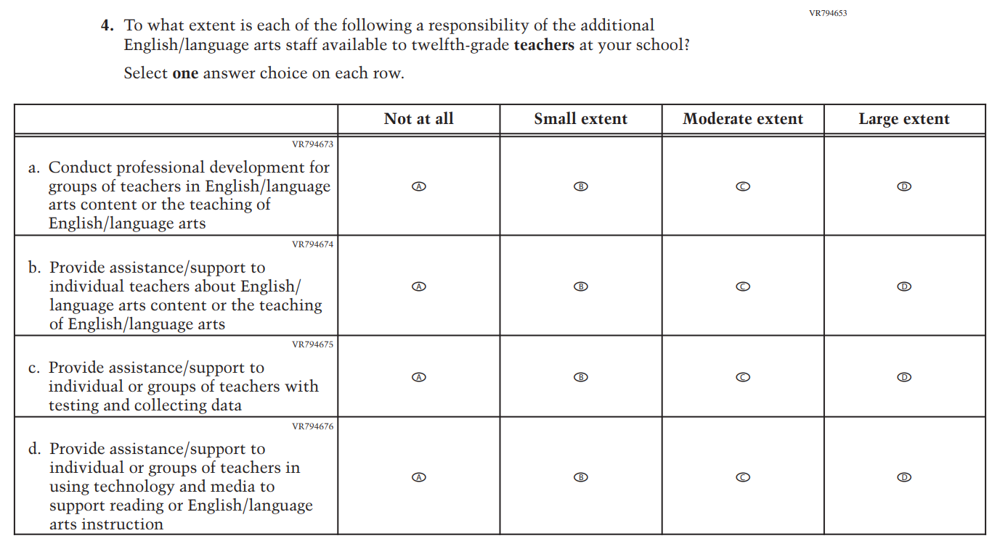 VR794653
4. To what extent is each of the following a responsibility of the additional
English/language arts staff available to twelfth-grade teachers at your school?
Select one answer choice on each row.
Not at all Small extent Moderate extent Large extent
VR794673
a. Conduct professional development for
groups of teachers in English/language
arts content or the teaching of
English/language arts
A B C D
VR794674
b. Provide assistance/support to
individual teachers about English/
language arts content or the teaching
of English/language arts
A B C D
VR794675
c. Provide assistance/support to
individual or groups of teachers with
testing and collecting data
A B C D
VR794676
d. Provide assistance/support to
individual or groups of teachers in
using technology and media to
support reading or English/language
arts instruction
A B C D